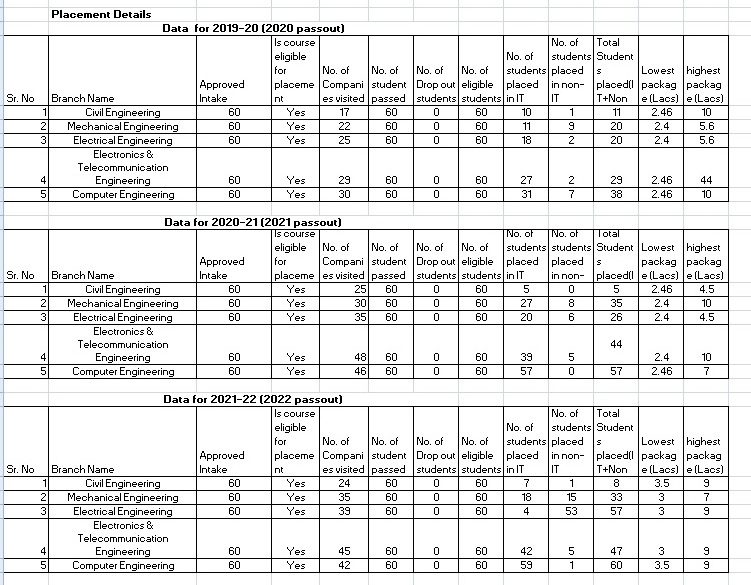 Placement Details
Data for 2019-20 (2020 passout)
Sr. No Branch Name Approved Intake Is course eligible for placeme nt No. of Compani es visited No. of student passed No. of Drop out students No. of eligible students No. of students placed in IT No. of students placed in non-IT Total Student s placed(I T+Non Lowest packag e (Lacs) highest packag e (Lacs)
1 Civil Engineering 60 Yes 17 60 0 60 10 1 11 2.46 10
2 Mechanical Engineering 60 Yes 22 60 0 60 11 9 20 2.4 5.6
3 Electrical Engineering 60 Yes 25 60 0 60 18 2 20 2.4 5.6
4 Electronics & Telecommunication Engineering 60 Yes 29 60 0 60 27 2 29 2.46 44
5 Computer Engineering 60 Yes 30 60 0 60 31 7 38 2.46 10
Data for 2020-21 (2021 passout)
Sr. No Branch Name Approved Intake Is course eligible for placeme No. of Compani es visited No. of student passed No. of Drop out students No. of eligible students No. of students placed in IT No. of students placed in non- Total Student s placed(I Lowest packag e (Lacs) highest packag e (Lacs)
1 Civil Engineering 60 Yes 25 60 0 60 5 0 5 2.46 4.5
2 Mechanical Engineering 60 Yes 30 60 0 60 27 8 35 2.4 10
3 Electrical Engineering 60 Yes 35 60 0 60 20 6 26 2.4 4.5
4 Electronics & Telecommunication Engineering 60 Yes 48 60 0 60 39 5 44 2.4 10
5 Computer Engineering 60 Yes 46 60 0 60 57 0 57 2.46 7
Data for 2021-22 (2022 passout)
Sr. No Branch Name Approved Intake Is course eligible for placeme nt No. of Compani es visited No. of student passed No. of Drop out students No. of eligible students No. of students placed in IT No. of students placed in non-IT Total Student s placed(I T+Non Lowest packag e (Lacs) highest packag e (Lacs)
1 Civil Engineering 60 Yes 24 60 0 60 7 1 8 3.5 9
2 Mechanical Engineering 60 Yes 35 60 0 60 18 15 33 3 7
3 Electrical Engineering 60 Yes 39 60 0 60 4 53 57 3 9
4 Electronics & Telecommunication Engineering 60 Yes 45 60 0 60 42 5 47 3 9
5 Computer Engineering 60 Yes 42 60 0 60 59 1 60 3.5 9